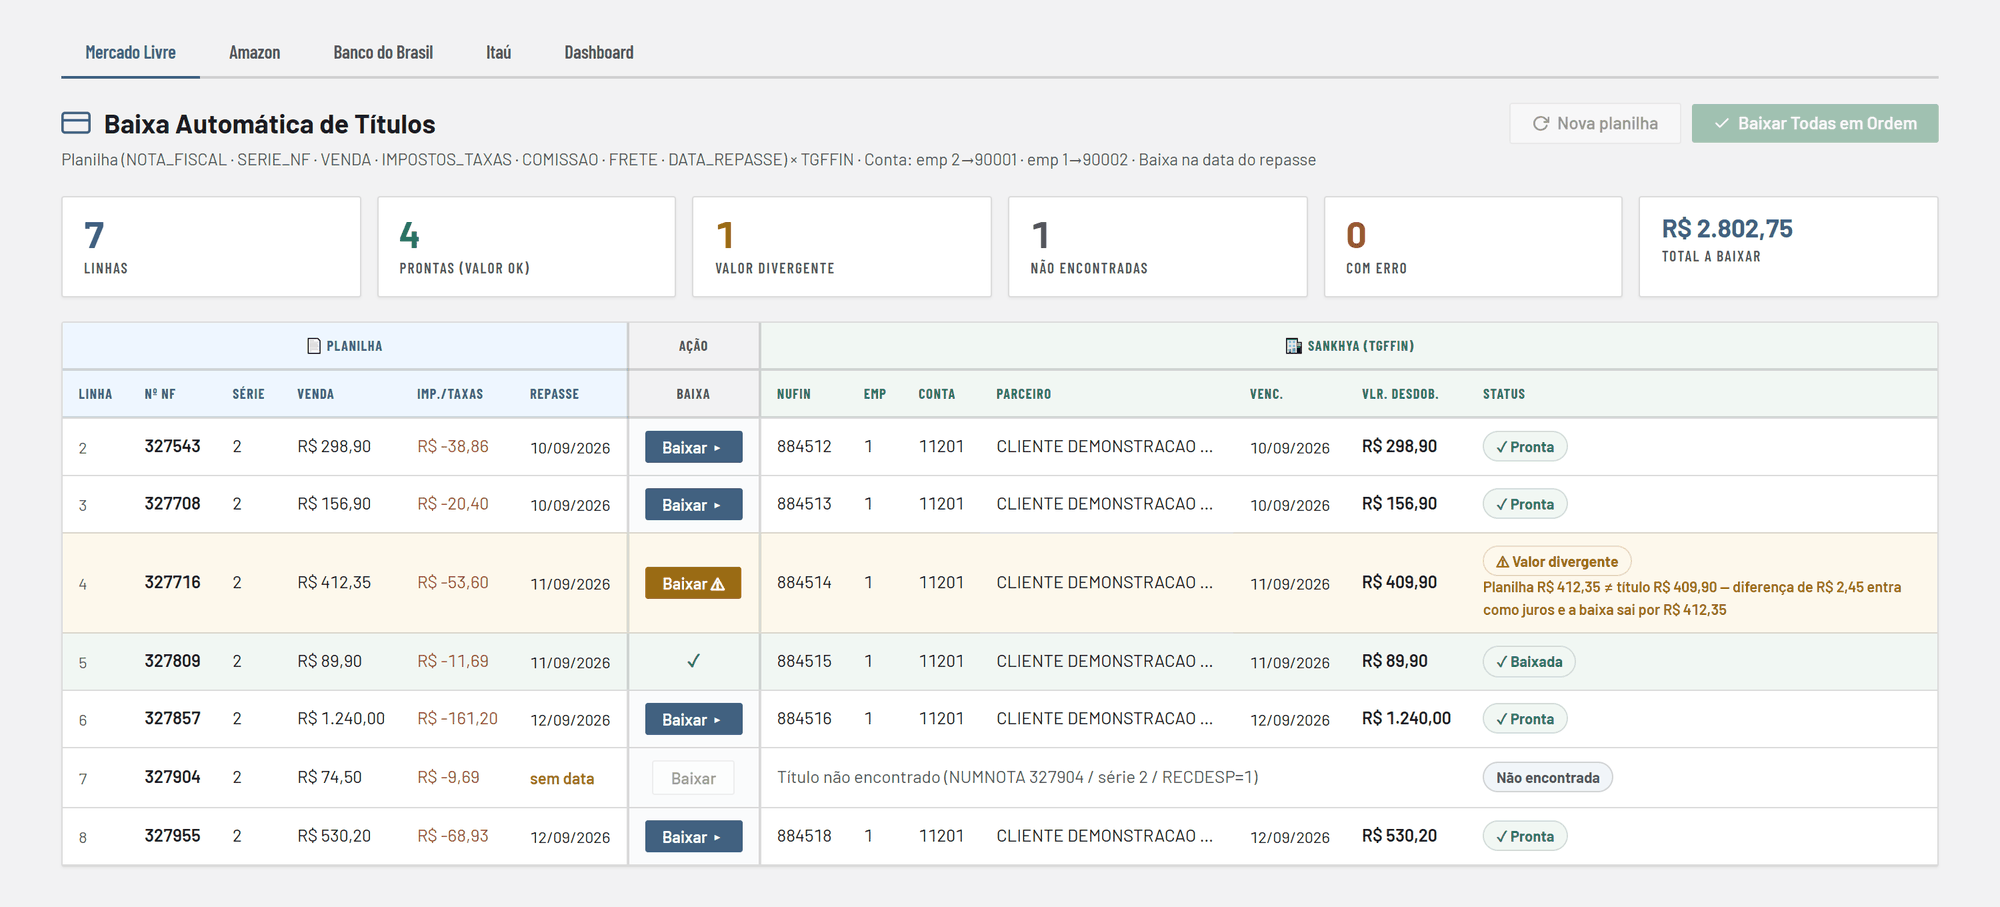 Mercado Livre Amazon Banco do Brasil Itaú Dashboard
Baixa Automática de Títulos
Nova planilha ✓ Baixar Todas em Ordem
Planilha (NOTA_FISCAL · SERIE_NF · VENDA · IMPOSTOS_TAXAS · COMISSAO · FRETE · DATA_REPASSE) × TGFFIN · Conta: emp 2→90001 · emp 1→90002 · Baixa na data do repasse
7 4 1 1 0 R$ 2.802,75
LINHAS PRONTAS (VALOR OK) VALOR DIVERGENTE NÃO ENCONTRADAS COM ERRO TOTAL A BAIXAR
PLANILHA AÇÃO SANKHYA (TGFFIN)
LINHA Nº NF SÉRIE VENDA IMP./TAXAS REPASSE BAIXA NUFIN EMP CONTA PARCEIRO VENC. VLR. DESDOB. STATUS
2 327543 2 R$ 298,90 R$ -38,86 10/09/2026 Baixar ▸ 884512 1 11201 CLIENTE DEMONSTRACAO ... 10/09/2026 R$ 298,90 ✓ Pronta
3 327708 2 R$ 156,90 R$ -20,40 10/09/2026 Baixar ▸ 884513 1 11201 CLIENTE DEMONSTRACAO ... 10/09/2026 R$ 156,90 ✓ Pronta
4 327716 2 R$ 412,35 R$ -53,60 11/09/2026 Baixar ⚠ 884514 1 11201 CLIENTE DEMONSTRACAO ... 11/09/2026 R$ 409,90 ⚠ Valor divergente
Planilha R$ 412,35 ≠ título R$ 409,90 — diferença de R$ 2,45 entra
como juros e a baixa sai por R$ 412,35
5 327809 2 R$ 89,90 R$ -11,69 11/09/2026 ✓ 884515 1 11201 CLIENTE DEMONSTRACAO ... 11/09/2026 R$ 89,90 ✓ Baixada
6 327857 2 R$ 1.240,00 R$ -161,20 12/09/2026 Baixar ▸ 884516 1 11201 CLIENTE DEMONSTRACAO ... 12/09/2026 R$ 1.240,00 ✓ Pronta
7 327904 2 R$ 74,50 R$ -9,69 sem data Baixar Título não encontrado (NUMNOTA 327904 / série 2 / RECDESP=1) Não encontrada
8 327955 2 R$ 530,20 R$ -68,93 12/09/2026 Baixar ▸ 884518 1 11201 CLIENTE DEMONSTRACAO ... 12/09/2026 R$ 530,20 ✓ Pronta